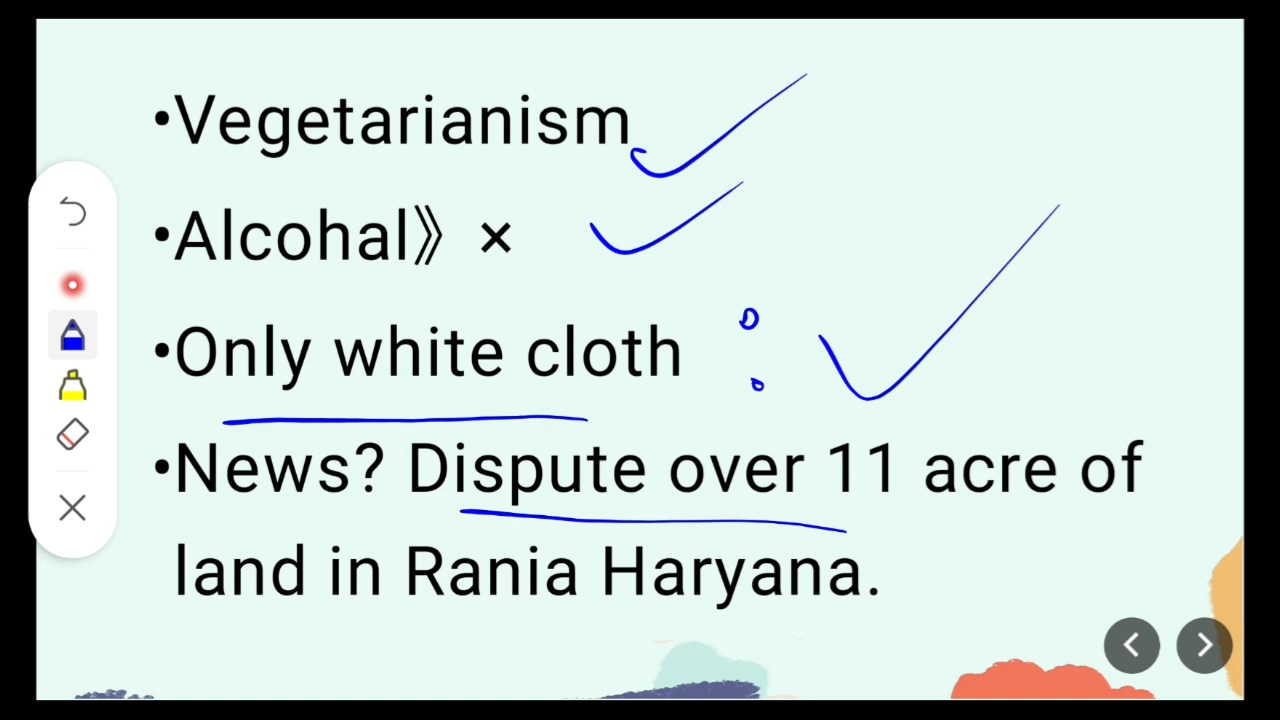 •Vegetarianism
•Alcohal》 ×
•Only white cloth
•News? Dispute over 11 acre of
land in Rania Haryana.